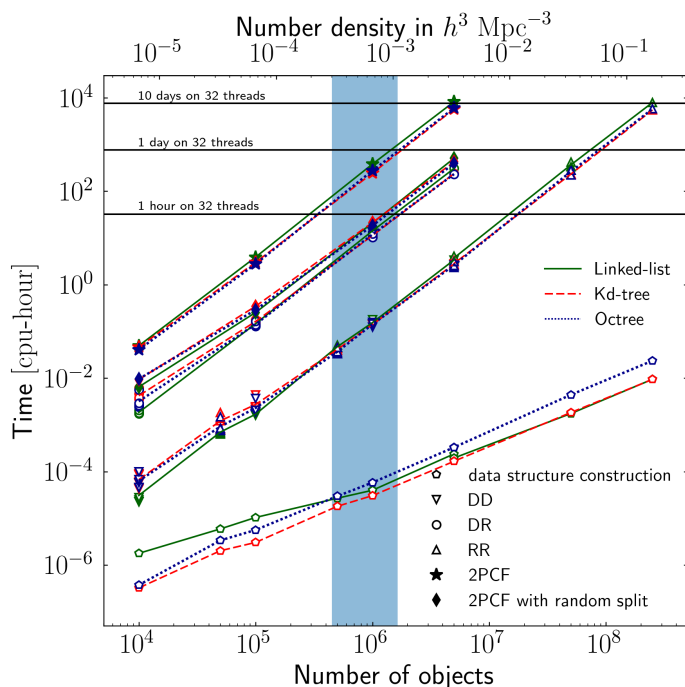 Number density in h³ Mpc⁻³
10⁻⁵ 10⁻⁴ 10⁻³ 10⁻² 10⁻¹
10⁴
10 days on 32 threads
1 day on 32 threads
10²
1 hour on 32 threads
Linked-list
10⁰
Kd-tree
Octree
Time [cpu-hour]
10⁻²
10⁻⁴
data structure construction
DD
DR
RR
10⁻⁶
2PCF
2PCF with random split
10⁴ 10⁵ 10⁶ 10⁷ 10⁸
Number of objects